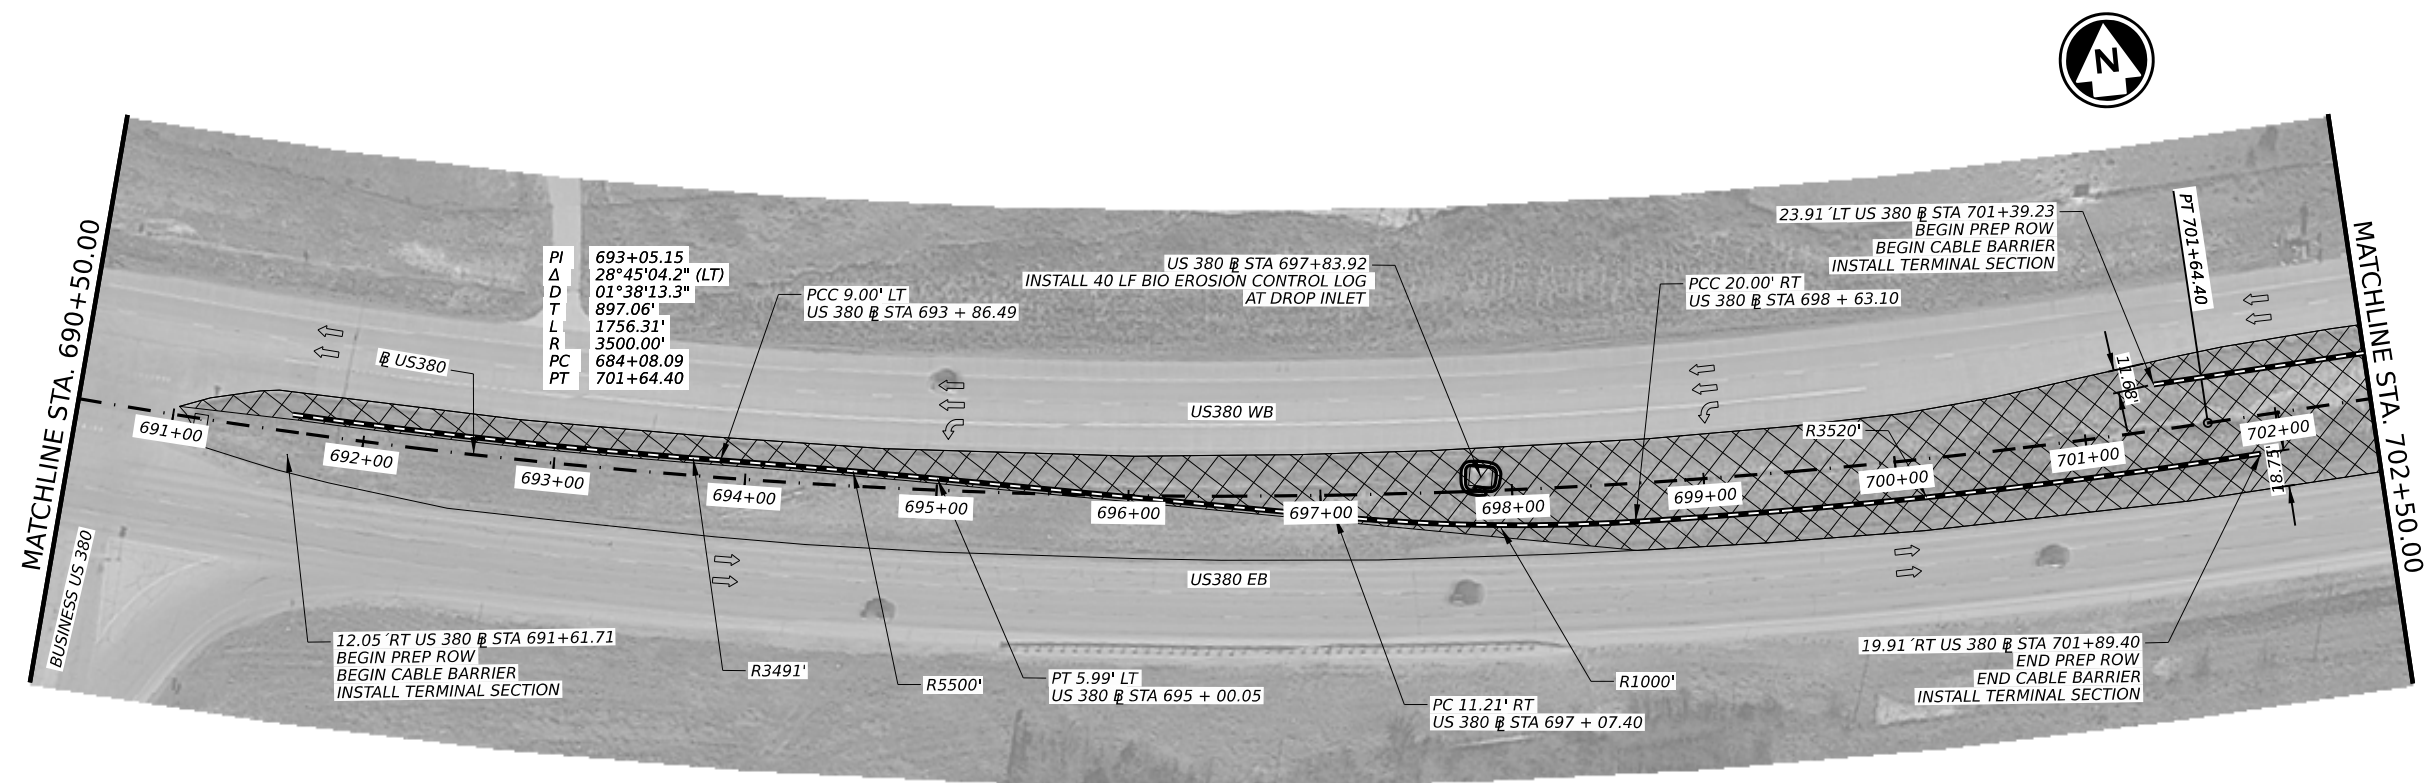 N
MATCHLINE STA. 690+50.00
MATCHLINE STA. 702+50.00
BUSINESS US 380
PI 693+05.15
Δ 28°45'04.2" (LT)
D 01°38'13.3"
T 897.06'
L 1756.31'
R 3500.00'
PC 684+08.09
PT 701+64.40
℄ US380
PCC 9.00' LT
US 380 ℄ STA 693 + 86.49
US 380 ℄ STA 697+83.92
INSTALL 40 LF BIO EROSION CONTROL LOG
AT DROP INLET
PCC 20.00' RT
US 380 ℄ STA 698 + 63.10
23.91´LT US 380 ℄ STA 701+39.23
BEGIN PREP ROW
BEGIN CABLE BARRIER
INSTALL TERMINAL SECTION
PT 701+64.40
11.68'
18.75'
US380 WB
R3520'
691+00
692+00
693+00
694+00
695+00
696+00
697+00
698+00
699+00
700+00
701+00
702+00
US380 EB
12.05´RT US 380 ℄ STA 691+61.71
BEGIN PREP ROW
BEGIN CABLE BARRIER
INSTALL TERMINAL SECTION
R3491'
R5500'
PT 5.99' LT
US 380 ℄ STA 695 + 00.05
PC 11.21' RT
US 380 ℄ STA 697 + 07.40
R1000'
19.91´RT US 380 ℄ STA 701+89.40
END PREP ROW
END CABLE BARRIER
INSTALL TERMINAL SECTION